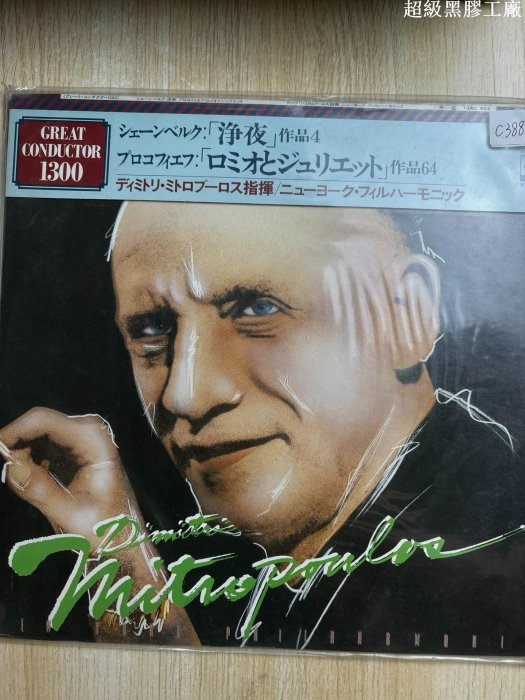 超級黑膠工廠
C388
GREAT
CONDUCTOR
1300
シェーンベルク:「浄夜」作品4
プロコフィエフ:「ロミオとジュリエット」作品64
ディミトリ・ミトロプーロス指揮/ニューヨーク・フィルハーモニック
Dimitri
Mitropoulos